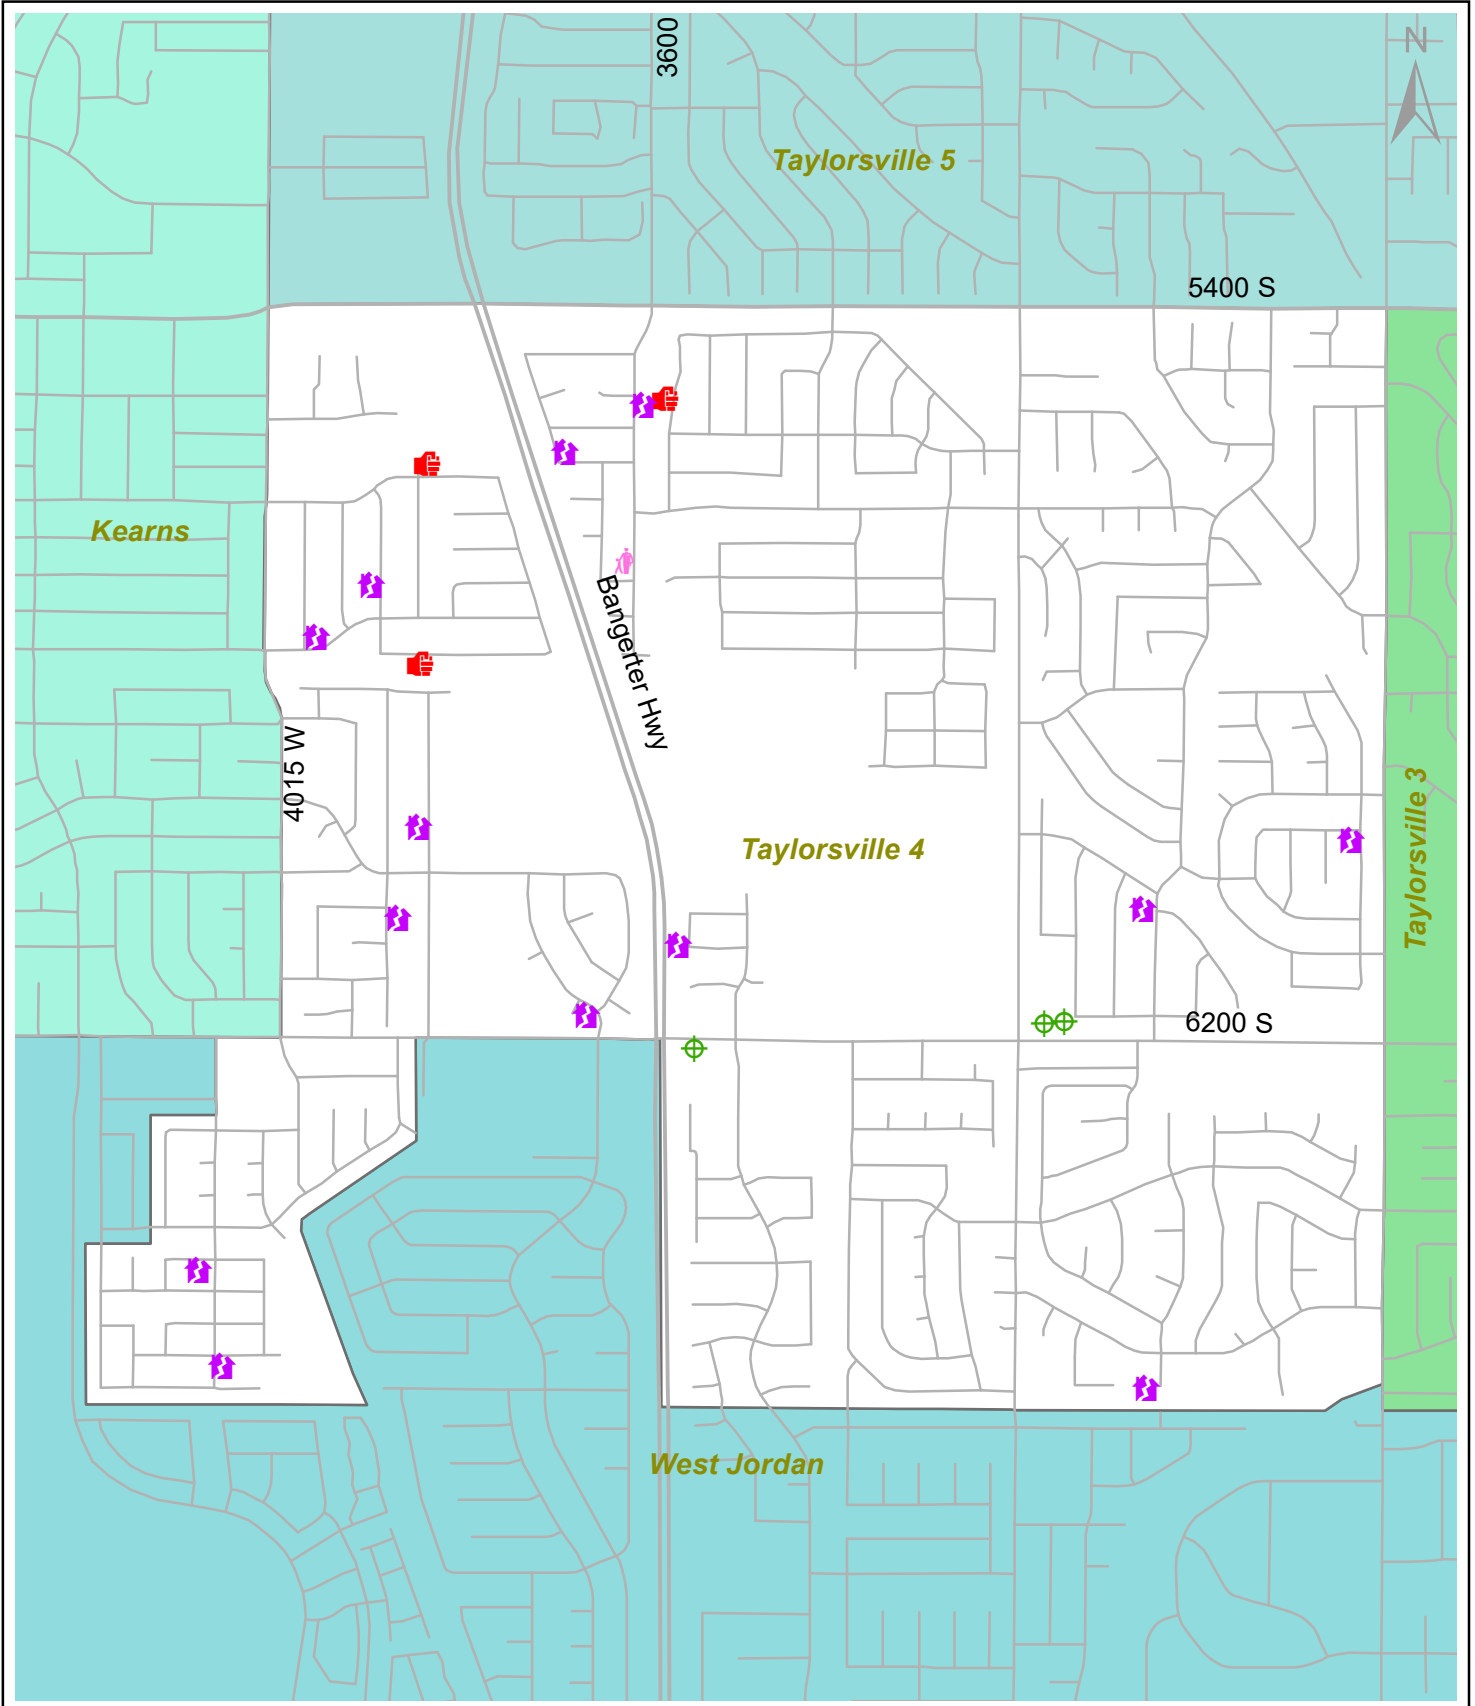 3600
N
Taylorsville 5
5400 S
Kearns
Bangerter Hwy
4015 W
Taylorsville 4
Taylorsville 3
6200 S
West Jordan